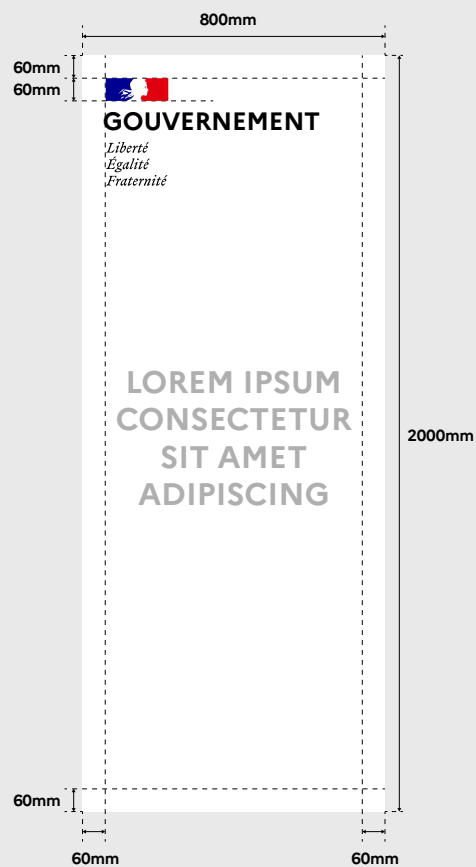 800mm
60mm
60mm
GOUVERNEMENT
Liberté
Égalité
Fraternité
LOREM IPSUM
CONSECTETUR
SIT AMET
ADIPISCING
2000mm
60mm
60mm
60mm